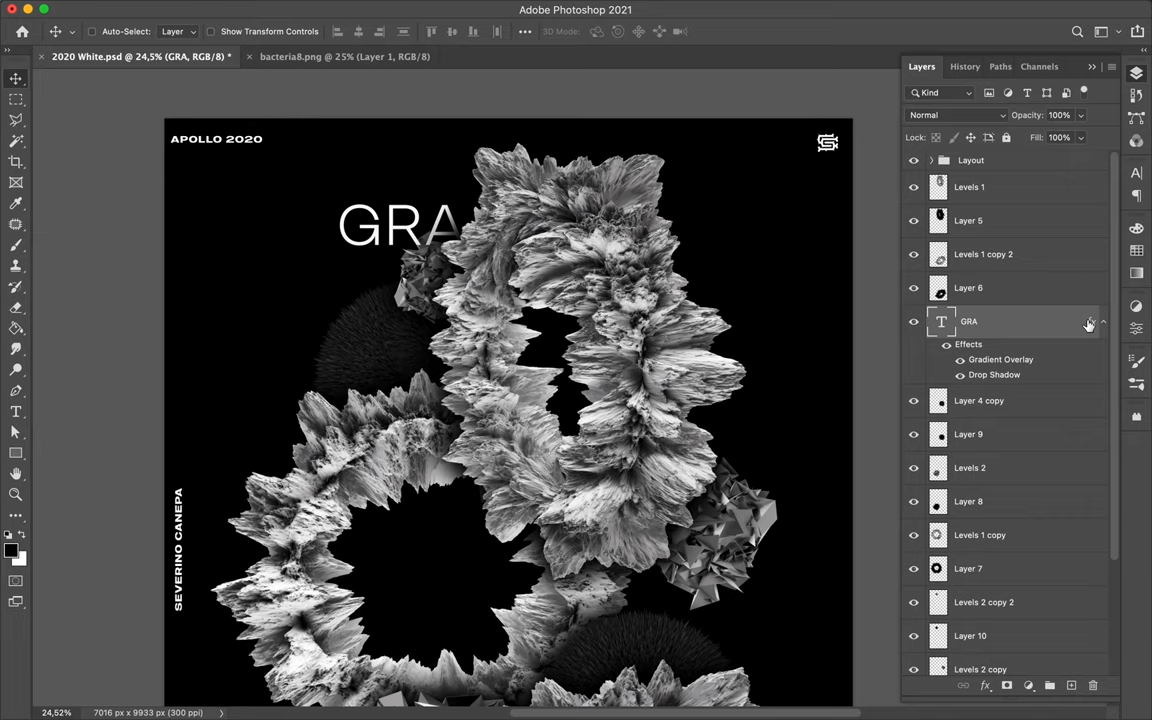 Adobe Photoshop 2021
Auto-Select: Layer Show Transform Controls 3D Mode:
2020 White.psd @ 24,5% (GRA, RGB/8) * bacteria8.png @ 25% (Layer 1, RGB/8)
Layers History Paths Channels
Kind
Normal Opacity: 100%
Lock: Fill: 100%
Layout
Levels 1
Layer 5
Levels 1 copy 2
Layer 6
GRA
Effects
Gradient Overlay
Drop Shadow
Layer 4 copy
Layer 9
Levels 2
Layer 8
Levels 1 copy
Layer 7
Levels 2 copy 2
Layer 10
Levels 2 copy
APOLLO 2020
GRA
SEVERINO CANEPA
24,52% 7016 px x 9933 px (300 ppi)